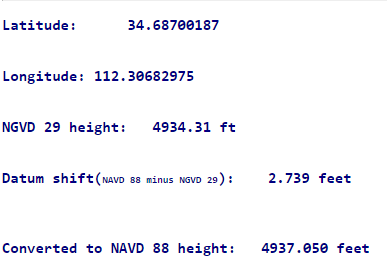 Latitude: 34.68700187
Longitude: 112.30682975
NGVD 29 height: 4934.31 ft
Datum shift(NAVD 88 minus NGVD 29): 2.739 feet
Converted to NAVD 88 height: 4937.050 feet